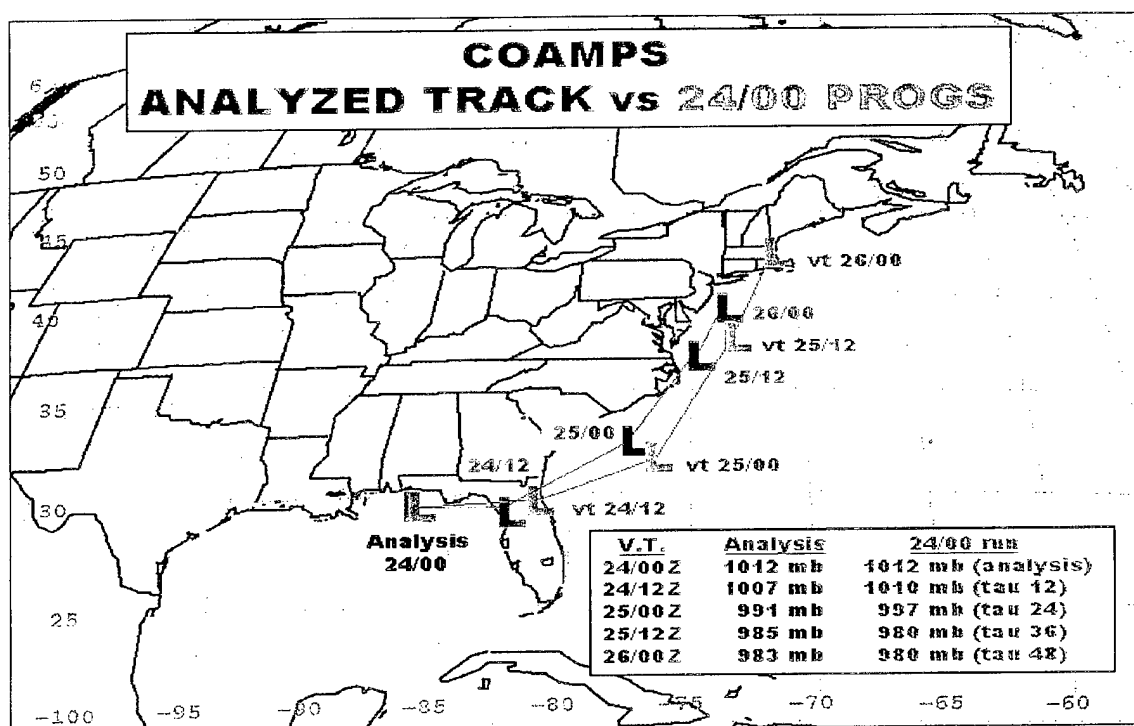 COAMPS
ANALYZED TRACK vs 24/00 PROGS
50
45
vt 26/00
40
26/00
vt 25/12
25/12
35
25/00
24/12
vt 25/00
30
vt 24/12
Analysis
24/00
V.T. Analysis 24/00 run
24/00Z 1012 mb 1012 mb (analysis)
24/12Z 1007 mb 1010 mb (tau 12)
25/00Z 991 mb 997 mb (tau 24)
25/12Z 985 mb 980 mb (tau 36)
26/00Z 983 mb 980 mb (tau 48)
25
-100 -95 -90 -85 -80 -75 -70 -65 -60
L
L
L
L
L
L
L
L
L